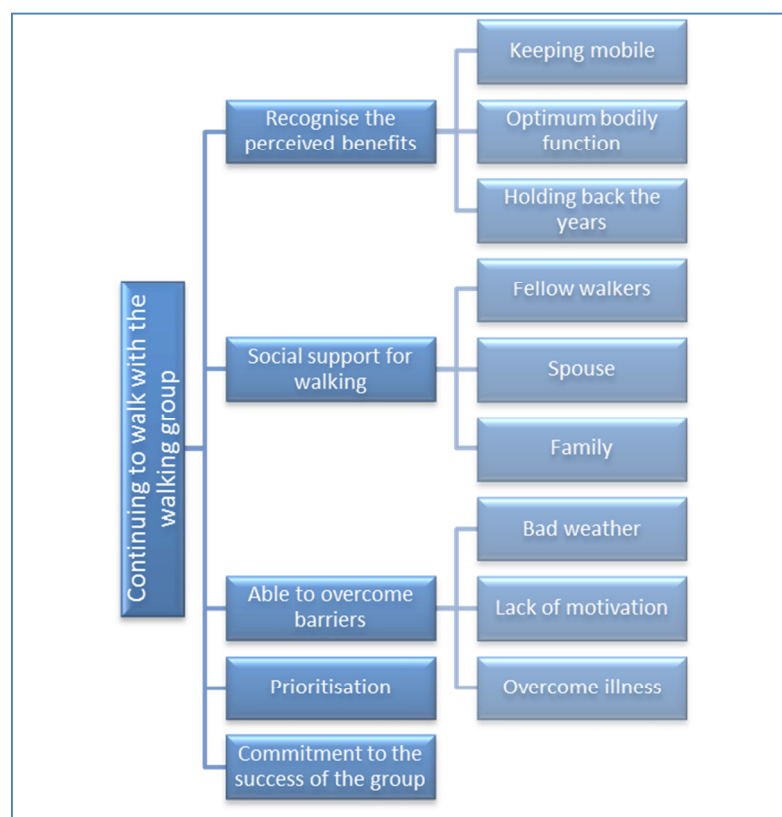 Continuing to walk with the
walking group
Recognise the
perceived benefits
Keeping mobile
Optimum bodily
function
Holding back the
years
Social support for
walking
Fellow walkers
Spouse
Family
Able to overcome
barriers
Bad weather
Lack of motivation
Overcome illness
Prioritisation
Commitment to the
success of the group